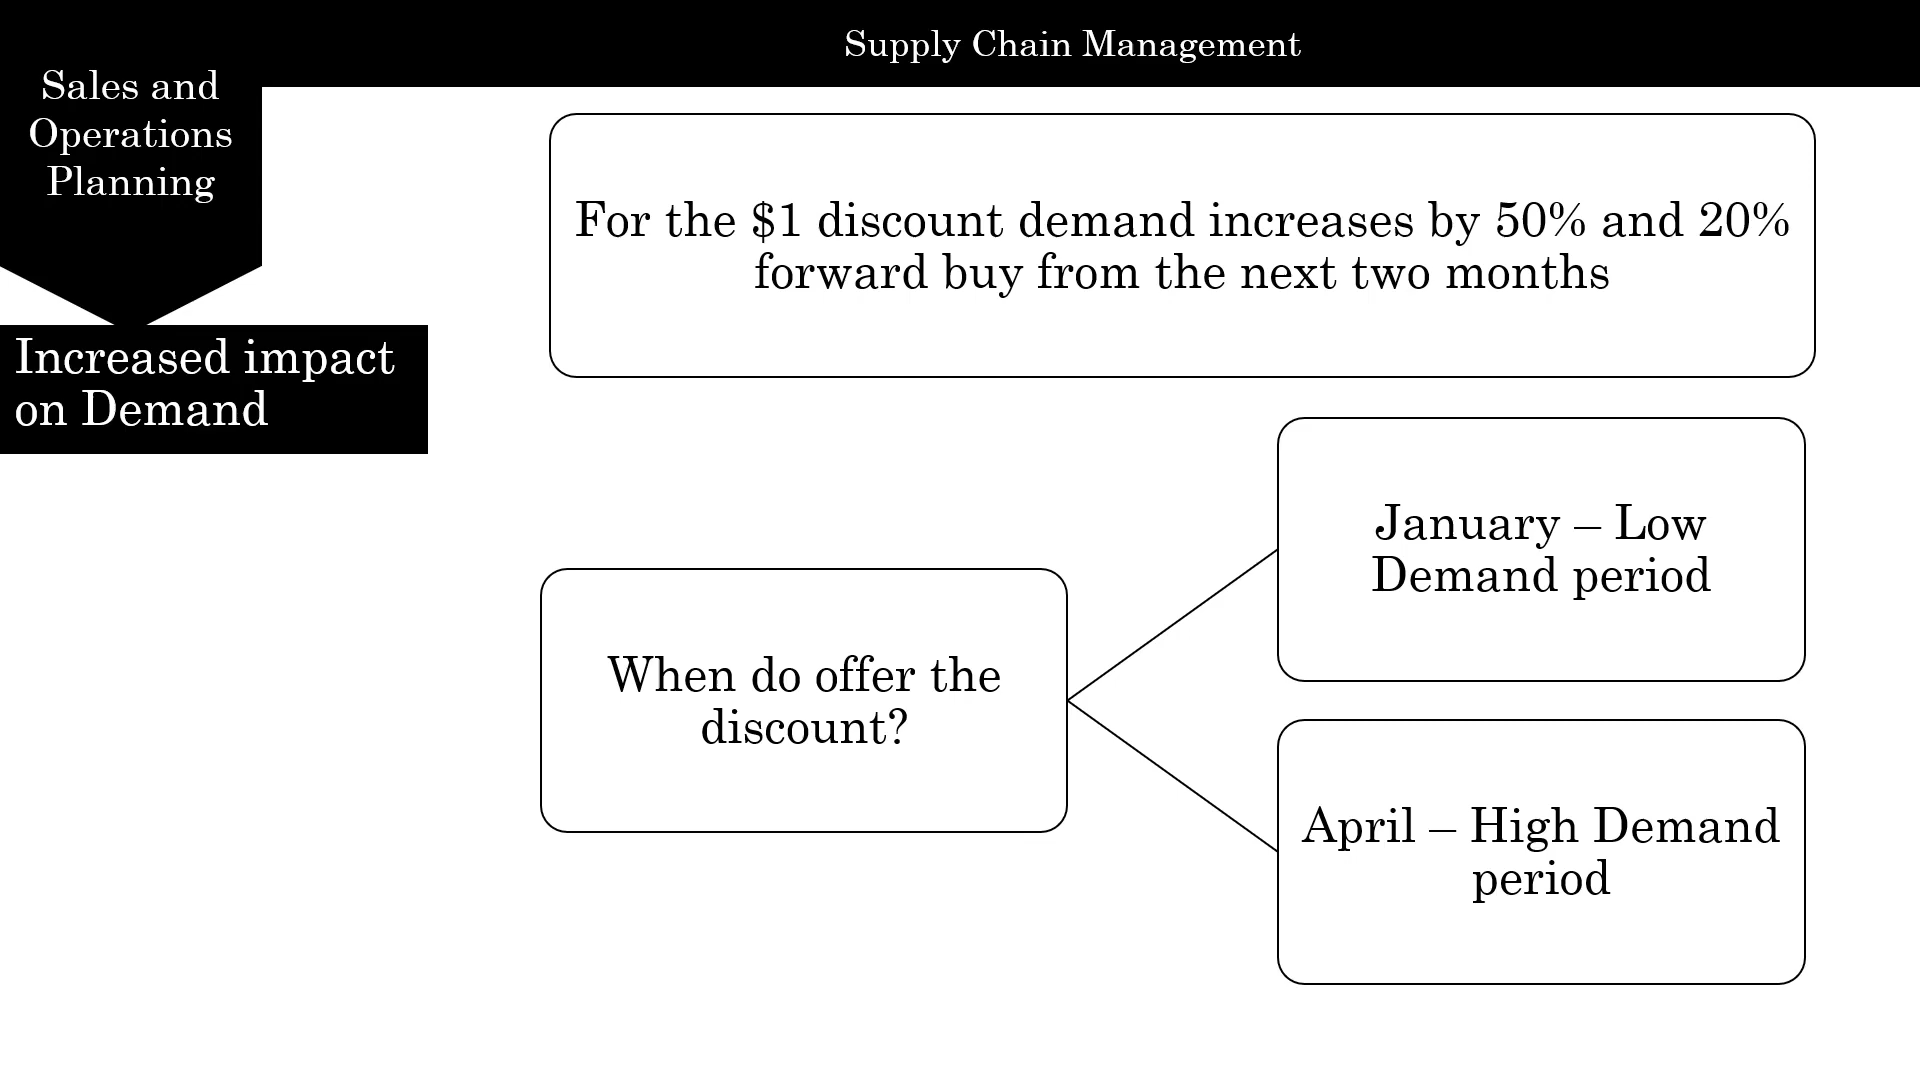 Supply Chain Management
Sales and
Operations
Planning
Increased impact
on Demand
For the $1 discount demand increases by 50% and 20%
forward buy from the next two months
When do offer the
discount?
January – Low
Demand period
April – High Demand
period